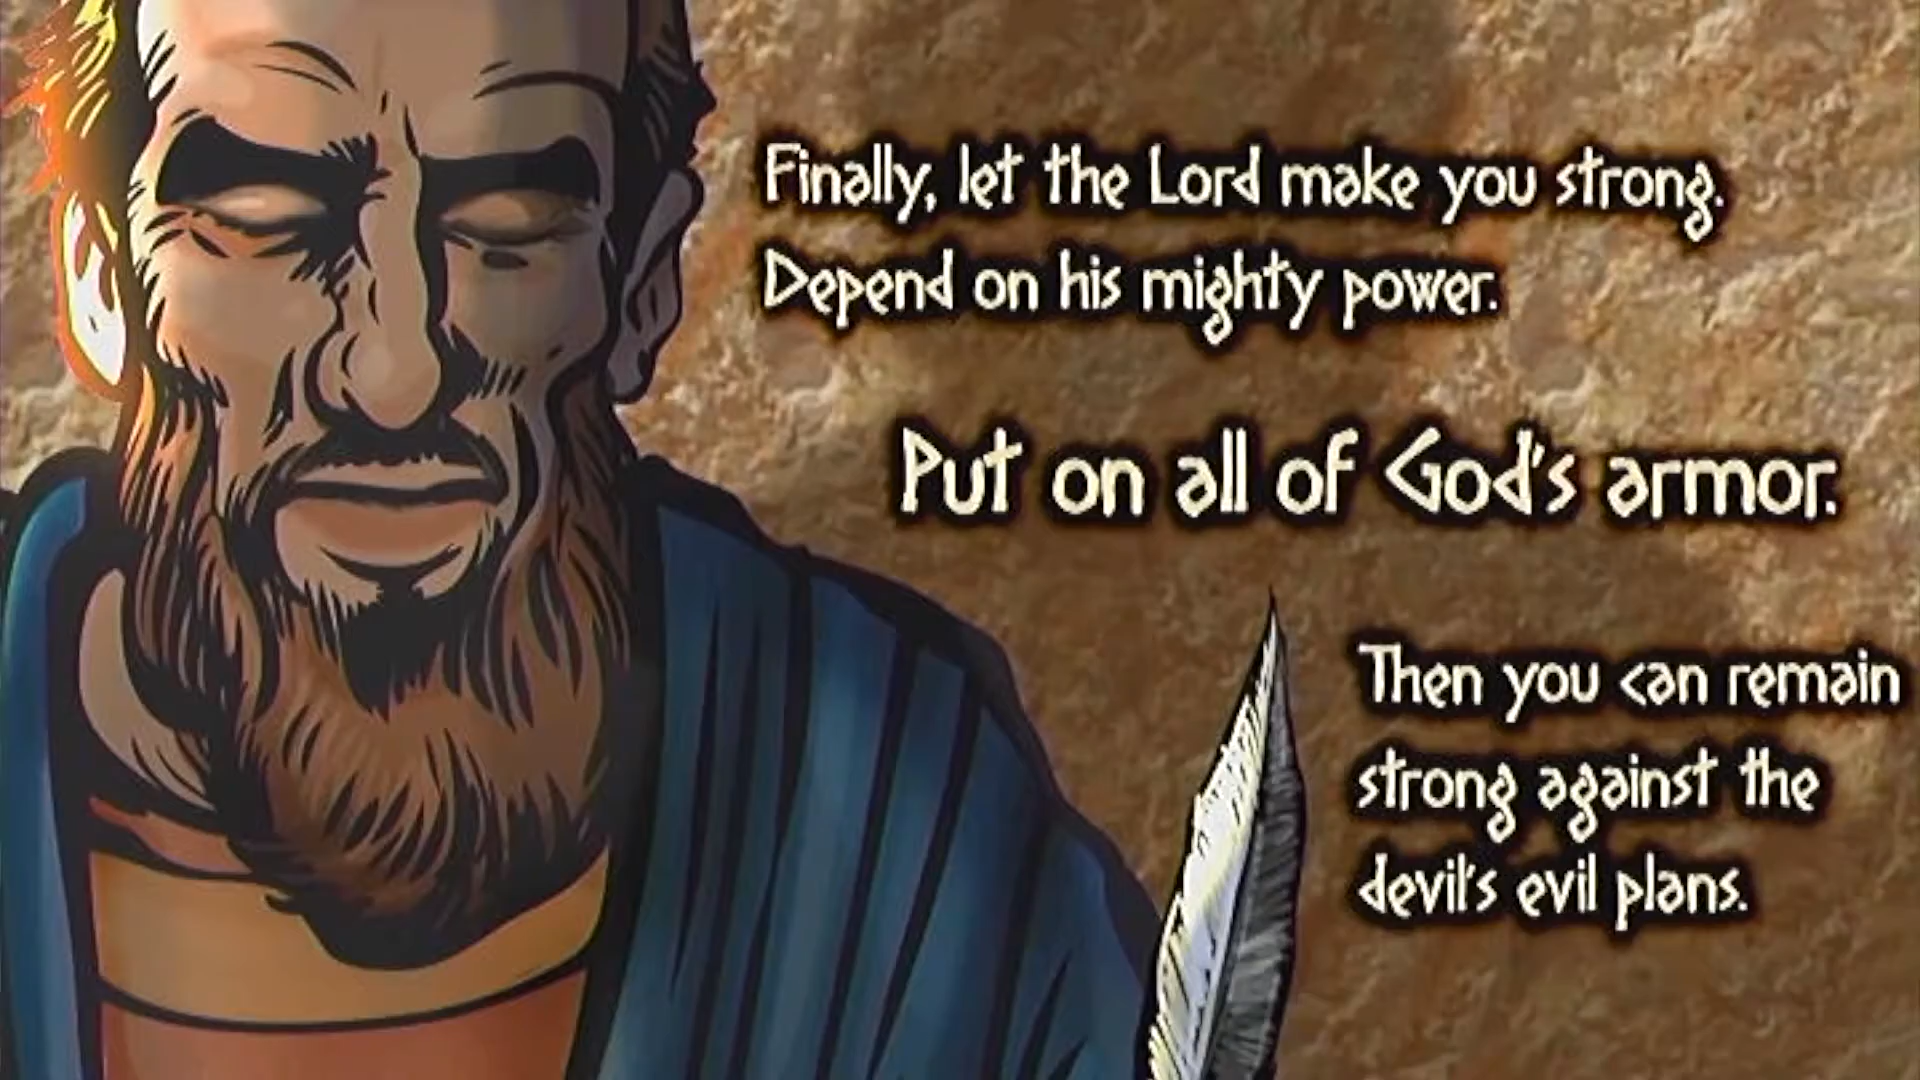 Finally, let the Lord make you strong.
Depend on his mighty power.
Put on all of God's armor.
Then you can remain
strong against the
devil's evil plans.